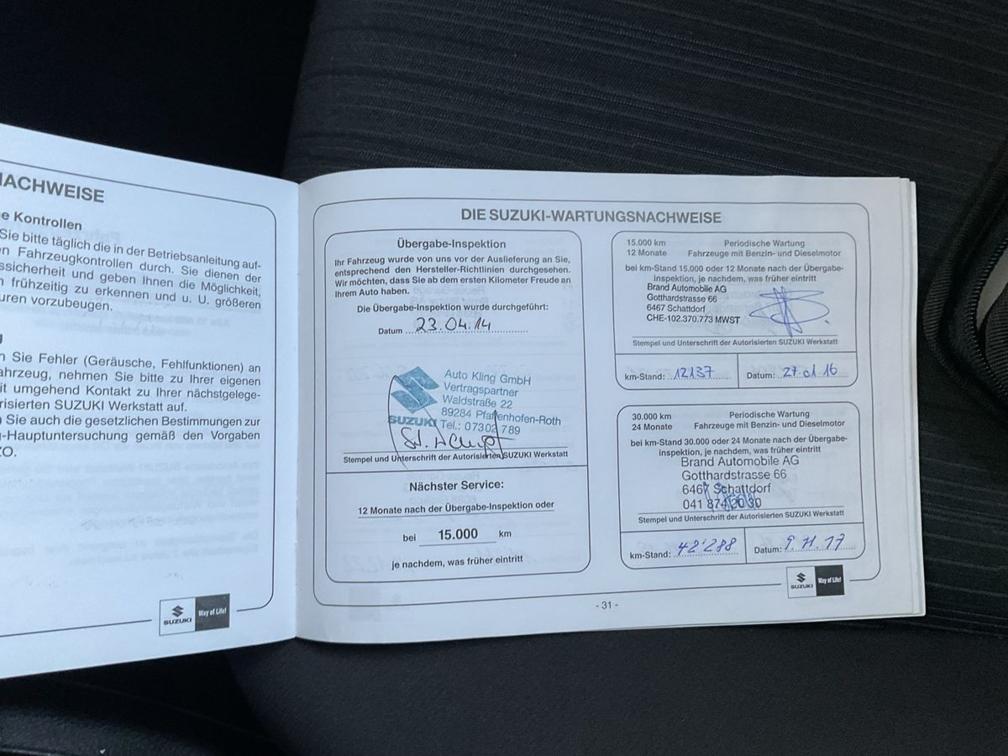 NACHWEISE
e Kontrollen
Sie bitte täglich die in der Betriebsanleitung auf-
n Fahrzeugkontrollen durch. Sie dienen der
ssicherheit und geben Ihnen die Möglichkeit,
frühzeitig zu erkennen und u. U. größeren
uren vorzubeugen.
g
n Sie Fehler (Geräusche, Fehlfunktionen) an
ahrzeug, nehmen Sie bitte zu Ihrer eigenen
it umgehend Kontakt zu Ihrer nächstgelege-
risierten SUZUKI Werkstatt auf.
Sie auch die gesetzlichen Bestimmungen zur
-Hauptuntersuchung gemäß den Vorgaben
O.
SUZUKI
Way of Life!
DIE SUZUKI-WARTUNGSNACHWEISE
Übergabe-Inspektion
Ihr Fahrzeug wurde von uns vor der Auslieferung an Sie,
entsprechend den Hersteller-Richtlinien durchgesehen.
Wir möchten, dass Sie ab dem ersten Kilometer Freude an
Ihrem Auto haben.
Die Übergabe-Inspektion wurde durchgeführt:
Datum 23.04.14
Auto Kling GmbH
Vertragspartner
Waldstraße 22
89284 Pfaffenhofen-Roth
SUZUKI Tel.: 07302 789
Stempel und Unterschrift der Autorisierten SUZUKI Werkstatt
Nächster Service:
12 Monate nach der Übergabe-Inspektion oder
bei 15.000 km
je nachdem, was früher eintritt
15.000 km Periodische Wartung
12 Monate Fahrzeuge mit Benzin- und Dieselmotor
bei km-Stand 15.000 oder 12 Monate nach der Übergabe-
Inspektion, je nachdem, was früher eintritt
Brand Automobile AG
Gotthardstrasse 66
6467 Schattdorf
CHE-102.370.773 MWST
Stempel und Unterschrift der Autorisierten SUZUKI Werkstatt
km-Stand: 12137 Datum: 27.01.16
30.000 km Periodische Wartung
24 Monate Fahrzeuge mit Benzin- und Dieselmotor
bei km-Stand 30.000 oder 24 Monate nach der Übergabe-
Inspektion, je nachdem, was früher eintritt
Brand Automobile AG
Gotthardstrasse 66
6467 Schattdorf
041 874
Stempel und Unterschrift der Autorisierten SUZUKI Werkstatt
km-Stand: 42'288 Datum: 9.11.17
SUZUKI
Way of Life!
- 31 -